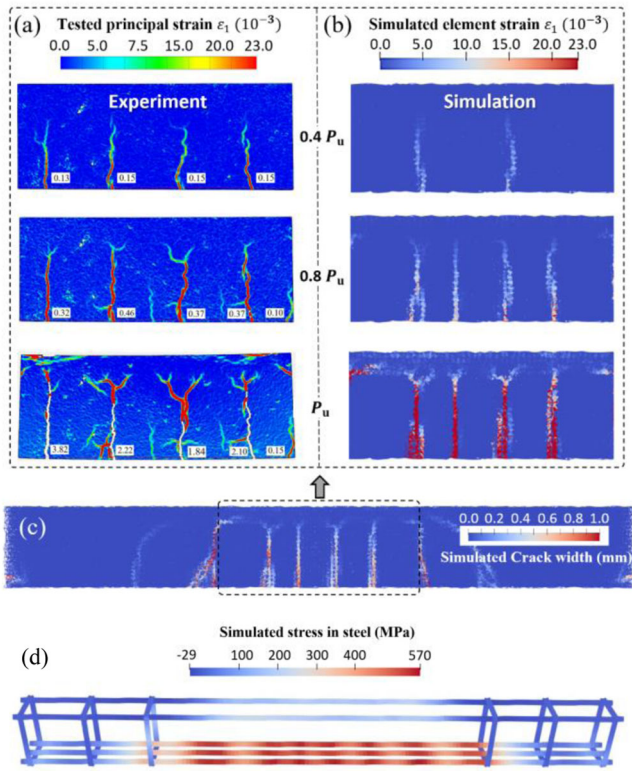 (a) Tested principal strain ε₁ (10⁻³)
0.0 5.0 10.0 15.0 23.0
Experiment
0.13 0.15 0.15 0.15
0.32 0.46 0.37 0.37 0.10
3.82 2.22 1.84 2.10 0.15
0.4 Pᵤ
0.8 Pᵤ
Pᵤ
(b) Simulated element strain ε₁ (10⁻³)
0.0 5.0 10.0 15.0 23.0
Simulation
(c)
0.0 0.2 0.4 0.6 0.8 1.0
Simulated Crack width (mm)
Simulated stress in steel (MPa)
(d)
-29 100 200 300 400 570